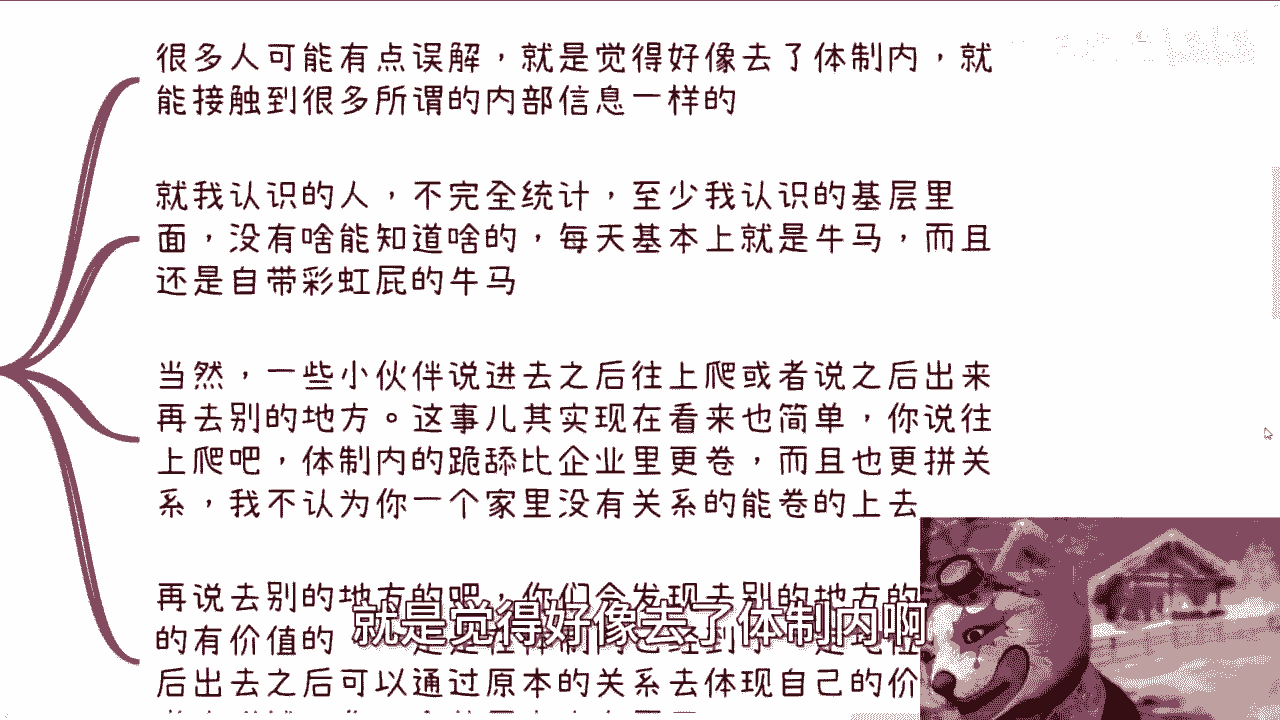 很多人可能有点误解，就是觉得好像去了体制内，就
能接触到很多所谓的内部信息一样的
就我认识的人，不完全统计，至少我认识的基层里
面，没有啥能知道啥的，每天基本上就是牛马，而且
还是自带彩虹屁的牛马
当然，一些小伙伴说进去之后往上爬或者说之后出来
再去别的地方。这事儿其实现在看来也简单，你说往
上爬吧，体制内的跪舔比企业里更卷，而且也更拼关
系，我不认为你一个家里没有关系的能卷的上去
再说去别的地方的吧，你们会发现去别的地方的
就是觉得好像去了体制内啊
的有价值的
后出去之后可以通过原本的关系去体现自己的价